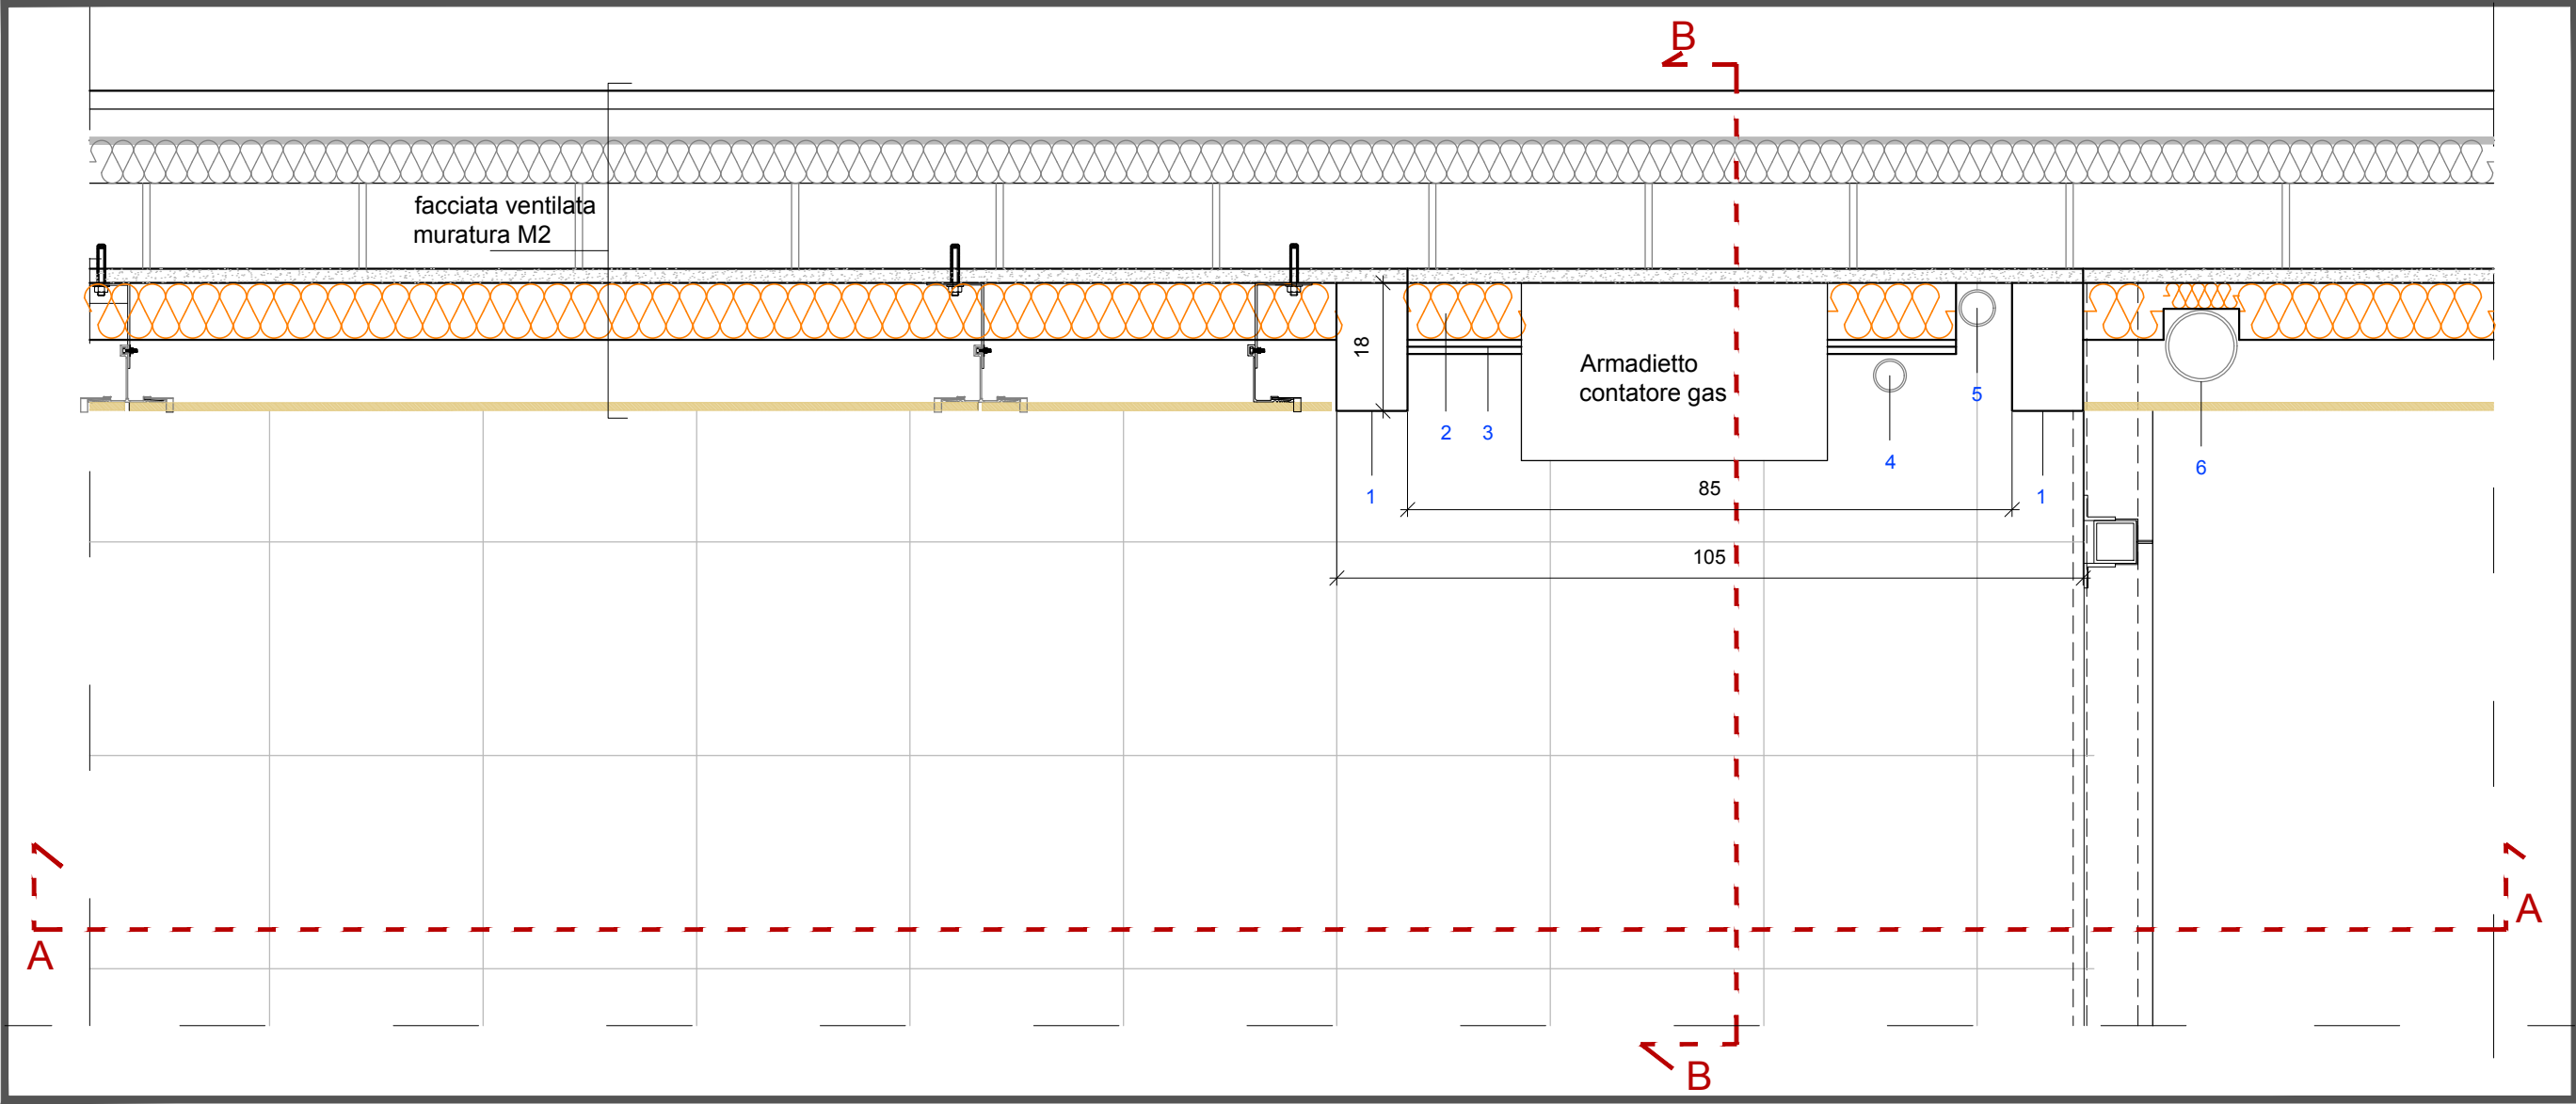 B
facciata ventilata
muratura M2
18
Armadietto
contatore gas
5
2
3
4
6
85
1
1
105
A
A
B